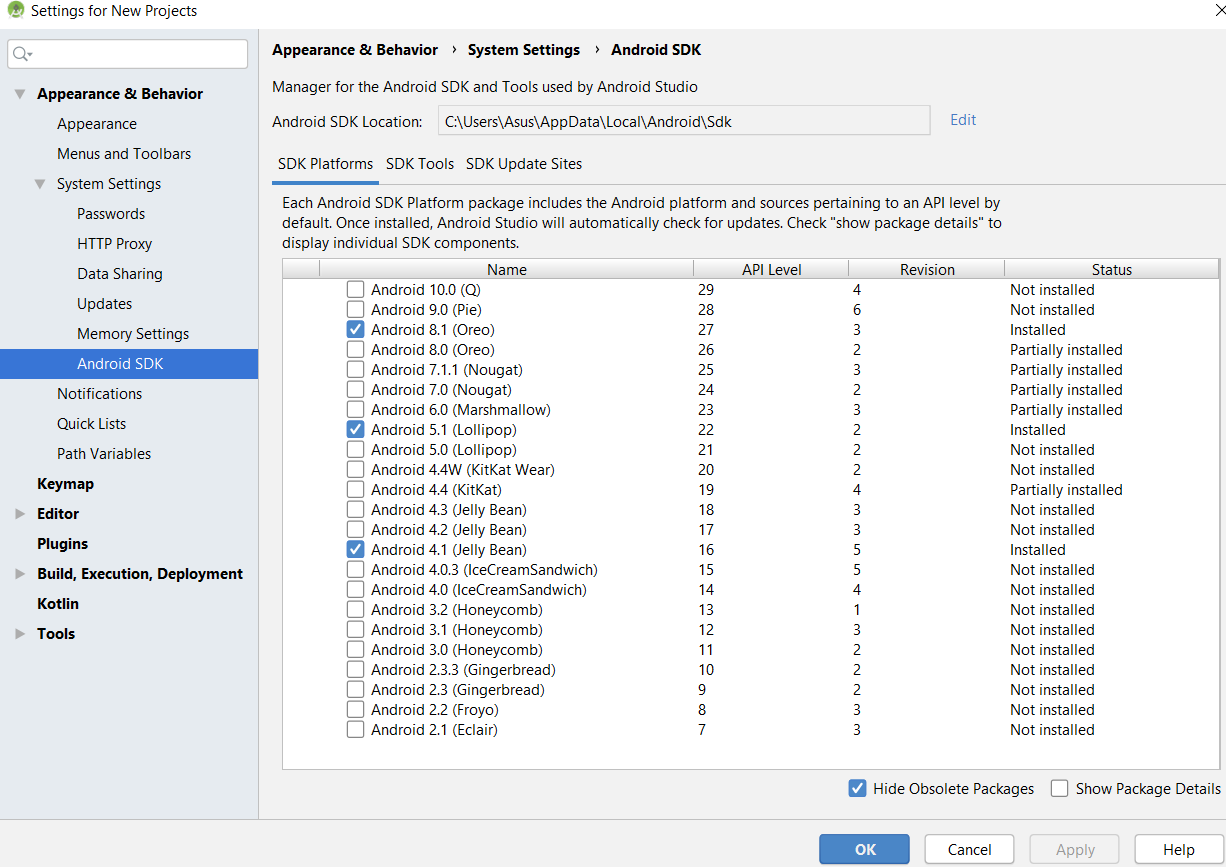 Settings for New Projects
Appearance & Behavior
Appearance
Menus and Toolbars
System Settings
Passwords
HTTP Proxy
Data Sharing
Updates
Memory Settings
Android SDK
Notifications
Quick Lists
Path Variables
Keymap
Editor
Plugins
Build, Execution, Deployment
Kotlin
Tools
Appearance & Behavior › System Settings › Android SDK
Manager for the Android SDK and Tools used by Android Studio
Android SDK Location: C:\Users\Asus\AppData\Local\Android\Sdk Edit
SDK Platforms SDK Tools SDK Update Sites
Each Android SDK Platform package includes the Android platform and sources pertaining to an API level by
default. Once installed, Android Studio will automatically check for updates. Check "show package details" to
display individual SDK components.
Name API Level Revision Status
Android 10.0 (Q) 29 4 Not installed
Android 9.0 (Pie) 28 6 Not installed
Android 8.1 (Oreo) 27 3 Installed
Android 8.0 (Oreo) 26 2 Partially installed
Android 7.1.1 (Nougat) 25 3 Partially installed
Android 7.0 (Nougat) 24 2 Partially installed
Android 6.0 (Marshmallow) 23 3 Partially installed
Android 5.1 (Lollipop) 22 2 Installed
Android 5.0 (Lollipop) 21 2 Not installed
Android 4.4W (KitKat Wear) 20 2 Not installed
Android 4.4 (KitKat) 19 4 Partially installed
Android 4.3 (Jelly Bean) 18 3 Not installed
Android 4.2 (Jelly Bean) 17 3 Not installed
Android 4.1 (Jelly Bean) 16 5 Installed
Android 4.0.3 (IceCreamSandwich) 15 5 Not installed
Android 4.0 (IceCreamSandwich) 14 4 Not installed
Android 3.2 (Honeycomb) 13 1 Not installed
Android 3.1 (Honeycomb) 12 3 Not installed
Android 3.0 (Honeycomb) 11 2 Not installed
Android 2.3.3 (Gingerbread) 10 2 Not installed
Android 2.3 (Gingerbread) 9 2 Not installed
Android 2.2 (Froyo) 8 3 Not installed
Android 2.1 (Eclair) 7 3 Not installed
Hide Obsolete Packages Show Package Details
OK Cancel Apply Help